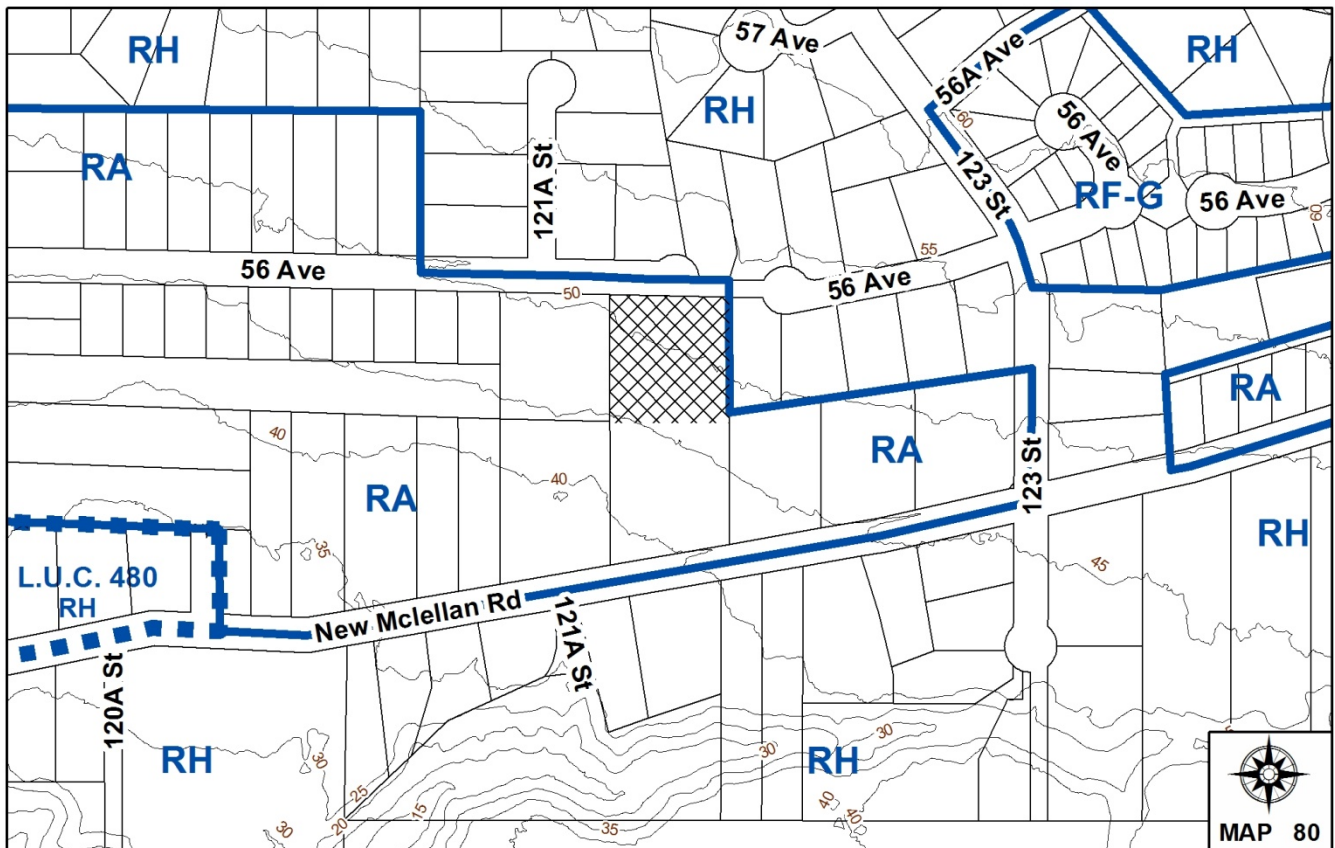 RH
57 Ave
56A Ave
RH
RH
60
56 Ave
RA
121A St
123 St
RF-G
56 Ave
60
55
56 Ave
50
56 Ave
RA
40
40
RA
RA
123 St
35
RH
45
L.U.C. 480
RH
New Mclellan Rd
121A St
120A St
RH
30
25
15
20
30
35
30
RH
30
40
40
MAP 80